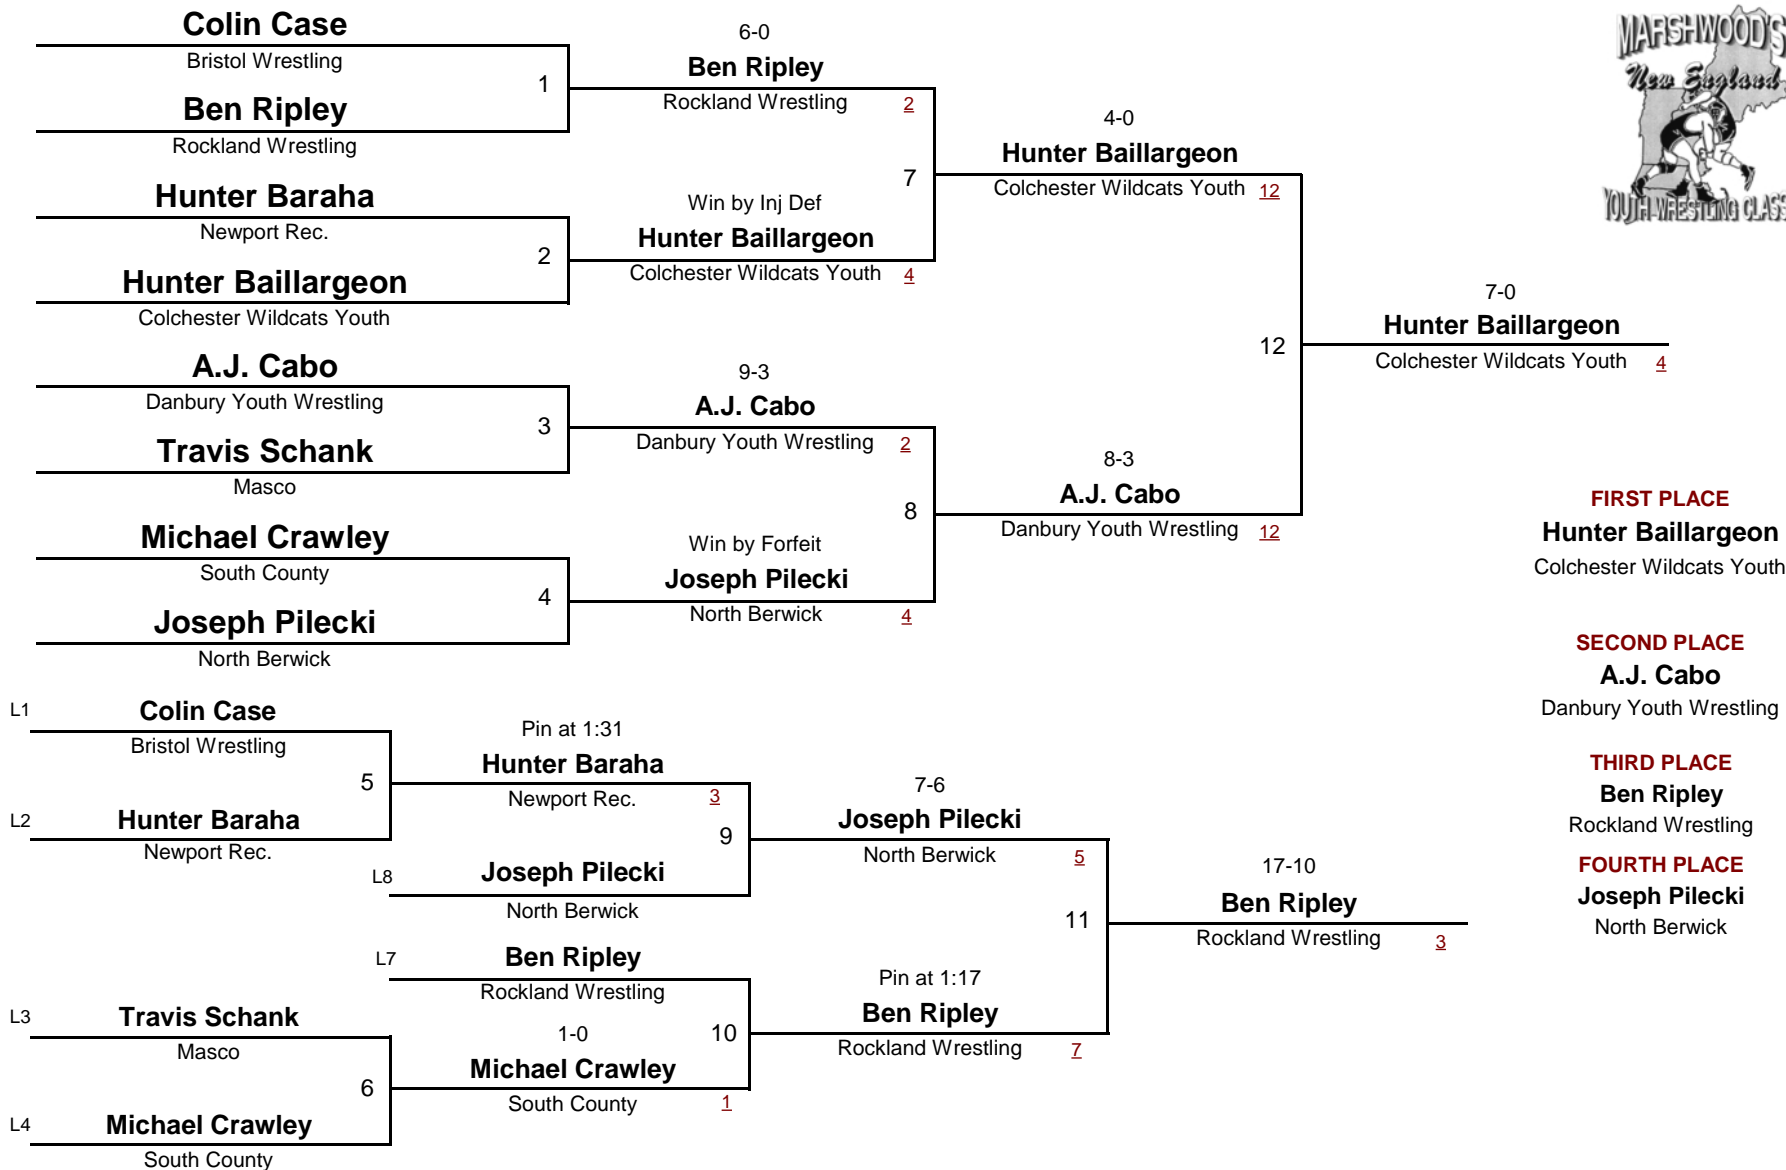 Colin Case
Bristol Wrestling
1
Ben Ripley
Rockland Wrestling
6-0
Ben Ripley
Rockland Wrestling 2
Hunter Baraha
Newport Rec.
2
Hunter Baillargeon
Colchester Wildcats Youth
Win by Inj Def
Hunter Baillargeon
Colchester Wildcats Youth 4
7
4-0
Hunter Baillargeon
Colchester Wildcats Youth 12
A.J. Cabo
Danbury Youth Wrestling
3
Travis Schank
Masco
9-3
A.J. Cabo
Danbury Youth Wrestling 2
Michael Crawley
South County
4
Joseph Pilecki
North Berwick
Win by Forfeit
Joseph Pilecki
North Berwick 4
8
8-3
A.J. Cabo
Danbury Youth Wrestling 12
12
7-0
Hunter Baillargeon
Colchester Wildcats Youth 4
MARSHWOOD'S
New England
YOUTH WRESTLING CLASS
FIRST PLACE
Hunter Baillargeon
Colchester Wildcats Youth
SECOND PLACE
A.J. Cabo
Danbury Youth Wrestling
THIRD PLACE
Ben Ripley
Rockland Wrestling
FOURTH PLACE
Joseph Pilecki
North Berwick
L1 Colin Case
Bristol Wrestling
5
L2 Hunter Baraha
Newport Rec.
Pin at 1:31
Hunter Baraha
Newport Rec. 3
9
L8 Joseph Pilecki
North Berwick
7-6
Joseph Pilecki
North Berwick 5
L7 Ben Ripley
Rockland Wrestling
L3 Travis Schank
Masco
6
L4 Michael Crawley
South County
1-0
Michael Crawley
South County 1
10
Pin at 1:17
Ben Ripley
Rockland Wrestling 7
11
17-10
Ben Ripley
Rockland Wrestling 3